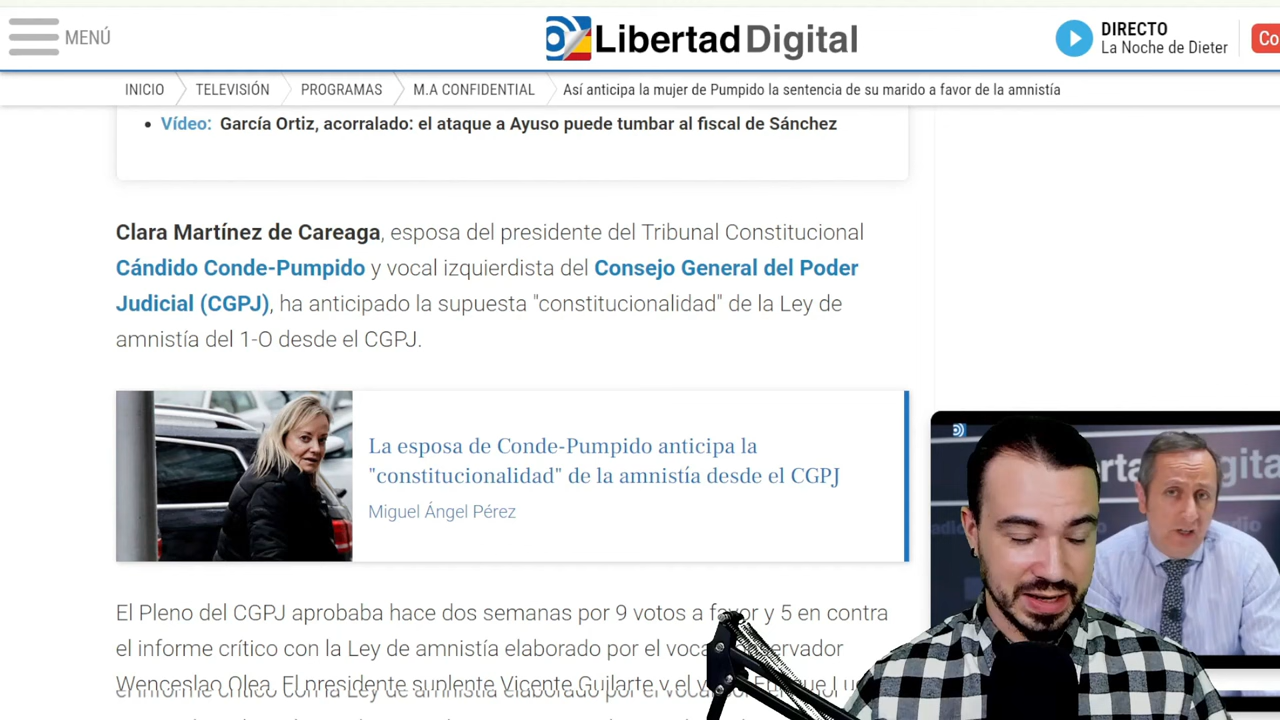 MENÚ
Libertad Digital
DIRECTO
La Noche de Dieter
Co
INICIO
TELEVISIÓN
PROGRAMAS
M.A CONFIDENTIAL
Así anticipa la mujer de Pumpido la sentencia de su marido a favor de la amnistía
• Vídeo: García Ortiz, acorralado: el ataque a Ayuso puede tumbar al fiscal de Sánchez
Clara Martínez de Careaga, esposa del presidente del Tribunal Constitucional
Cándido Conde-Pumpido y vocal izquierdista del Consejo General del Poder
Judicial (CGPJ), ha anticipado la supuesta "constitucionalidad" de la Ley de
amnistía del 1-O desde el CGPJ.
La esposa de Conde-Pumpido anticipa la
"constitucionalidad" de la amnistía desde el CGPJ
Miguel Ángel Pérez
El Pleno del CGPJ aprobaba hace dos semanas por 9 votos a favor y 5 en contra
el informe crítico con la Ley de amnistía elaborado por el
Wenceslao Olea. El presidente suplente Vicente Guilarte y el